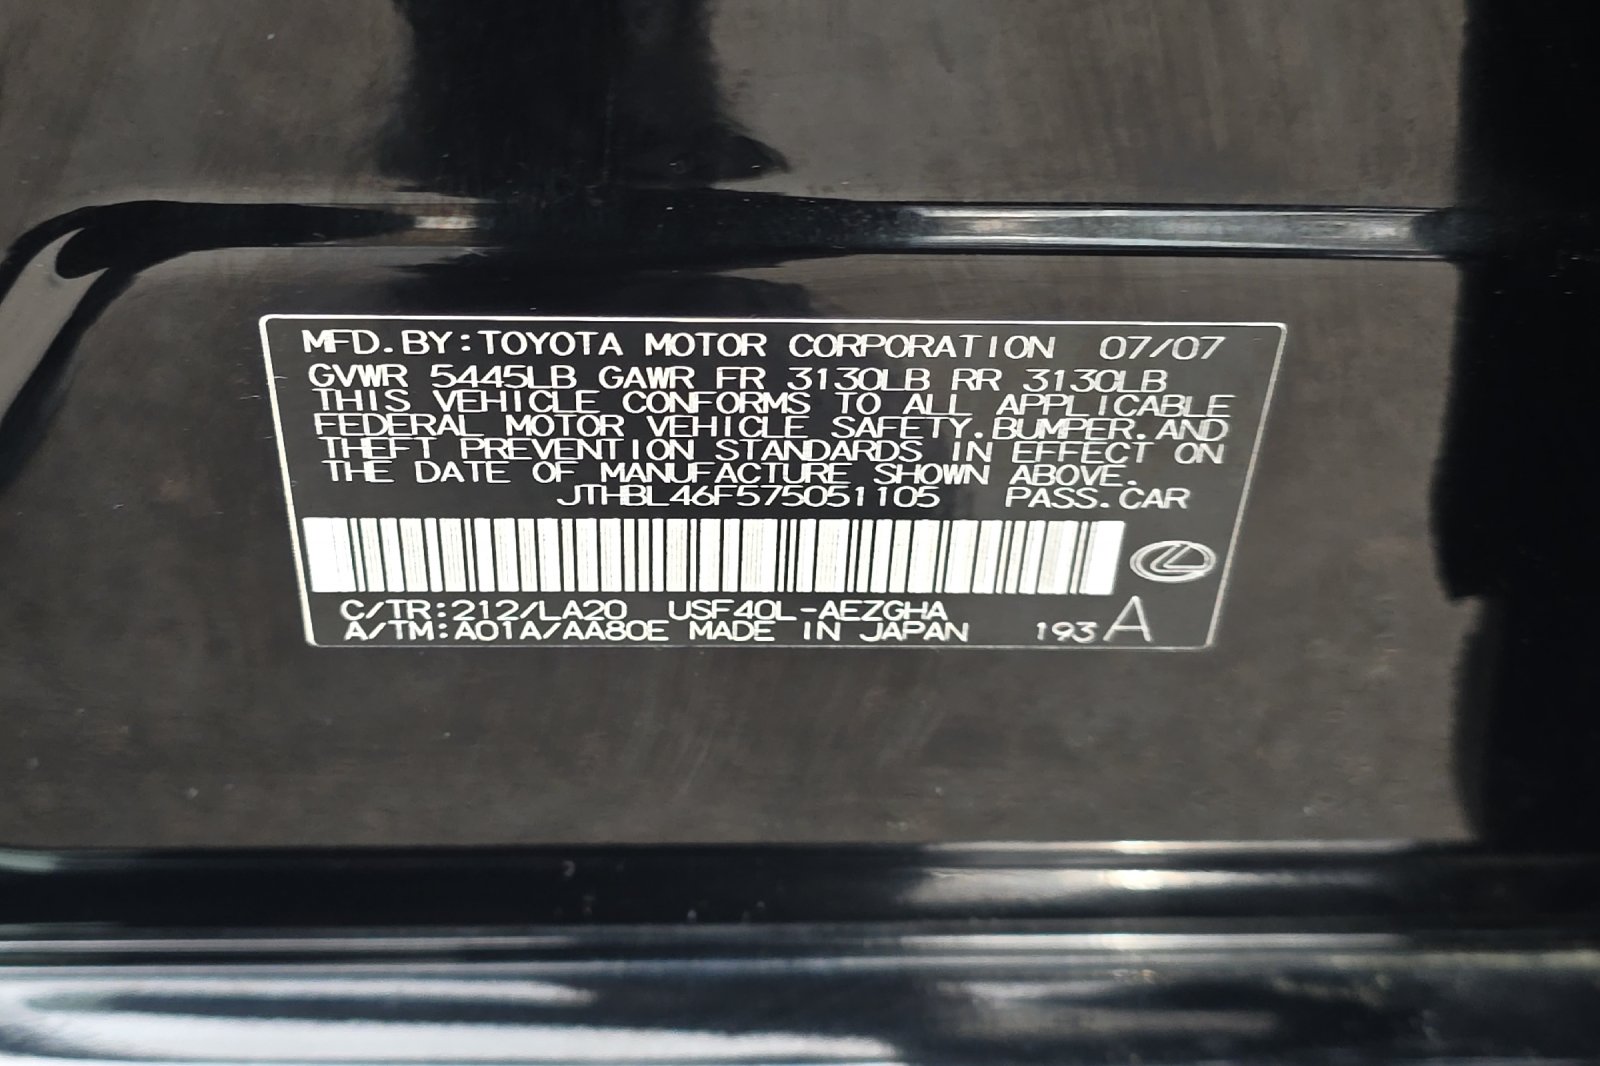 MFD.BY:TOYOTA MOTOR CORPORATION 07/07
GVWR 5445LB GAWR FR 3130LB RR 3130LB
THIS VEHICLE CONFORMS TO ALL APPLICABLE
FEDERAL MOTOR VEHICLE SAFETY,BUMPER,AND
THEFT PREVENTION STANDARDS IN EFFECT ON
THE DATE OF MANUFACTURE SHOWN ABOVE.
JTHBL46F575051105 PASS.CAR
C/TR:212/LA20 USF40L-AEZGHA
A/TM:A01A/AA80E MADE IN JAPAN 193 A